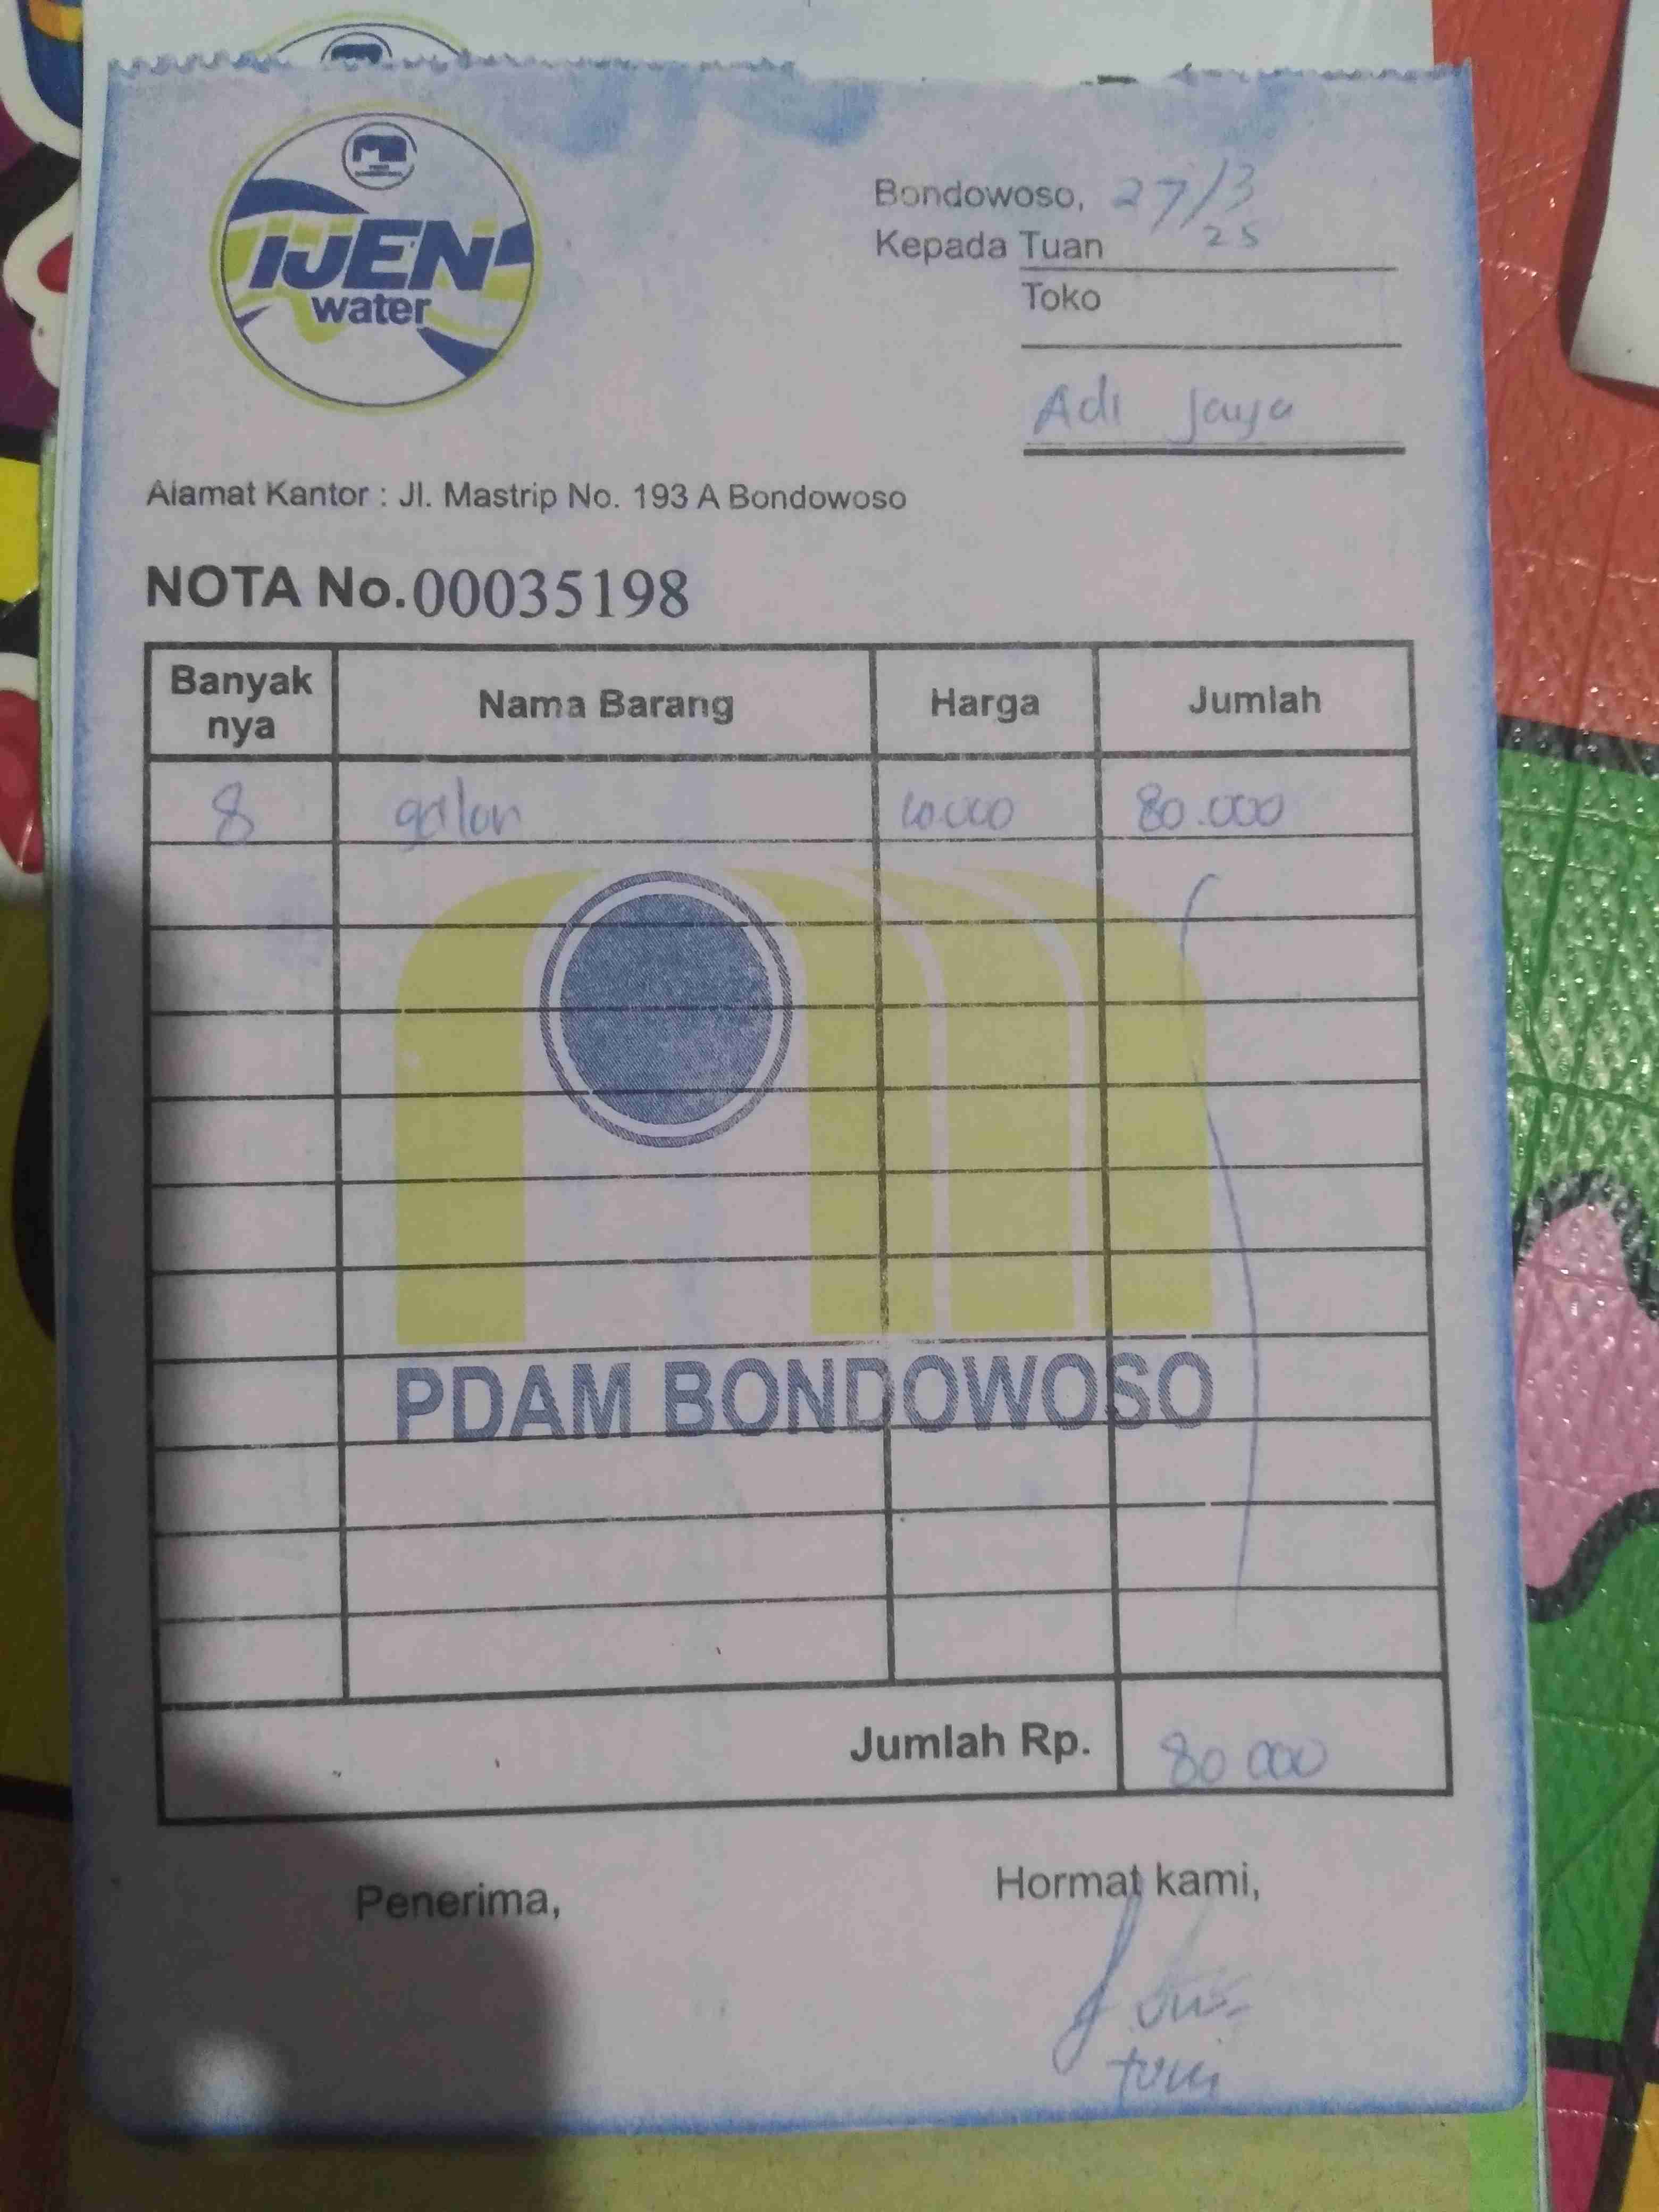 IJEN
water
Bondowoso, 27/3
25
Kepada Tuan
Toko
Adi Jaya
Alamat Kantor : Jl. Mastrip No. 193 A Bondowoso
NOTA No. 00035198
Banyak nya Nama Barang Harga Jumlah
8 galon 10.000 80.000
PDAM BONDOWOSO
Jumlah Rp. 80 000
Penerima, Hormat kami,